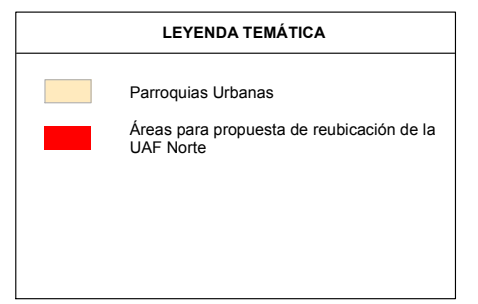 LEYENDA TEMÁTICA
Parroquias Urbanas
Áreas para propuesta de reubicación de la
UAF Norte